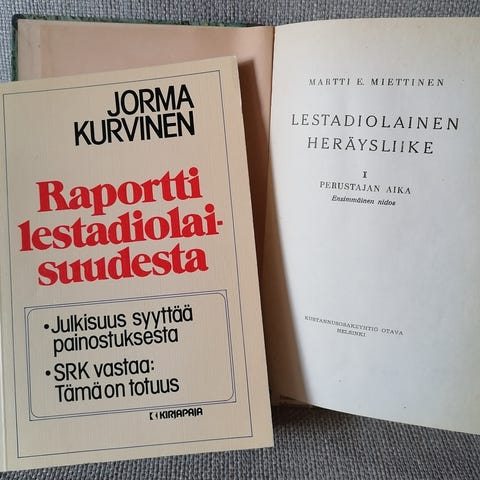 JORMA
KURVINEN
Raportti
lestadiolai-
suudesta
•Julkisuus syyttää
painostuksesta
•SRK vastaa:
Tämä on totuus
KIRJAPAJA
MARTTI E. MIETTINEN
LESTADIOLAINEN
HERÄYSLIIKE
I
PERUSTAJAN AIKA
Ensimmäinen nidos
KUSTANNUSOSAKEYHTIÖ OTAVA
HELSINKI